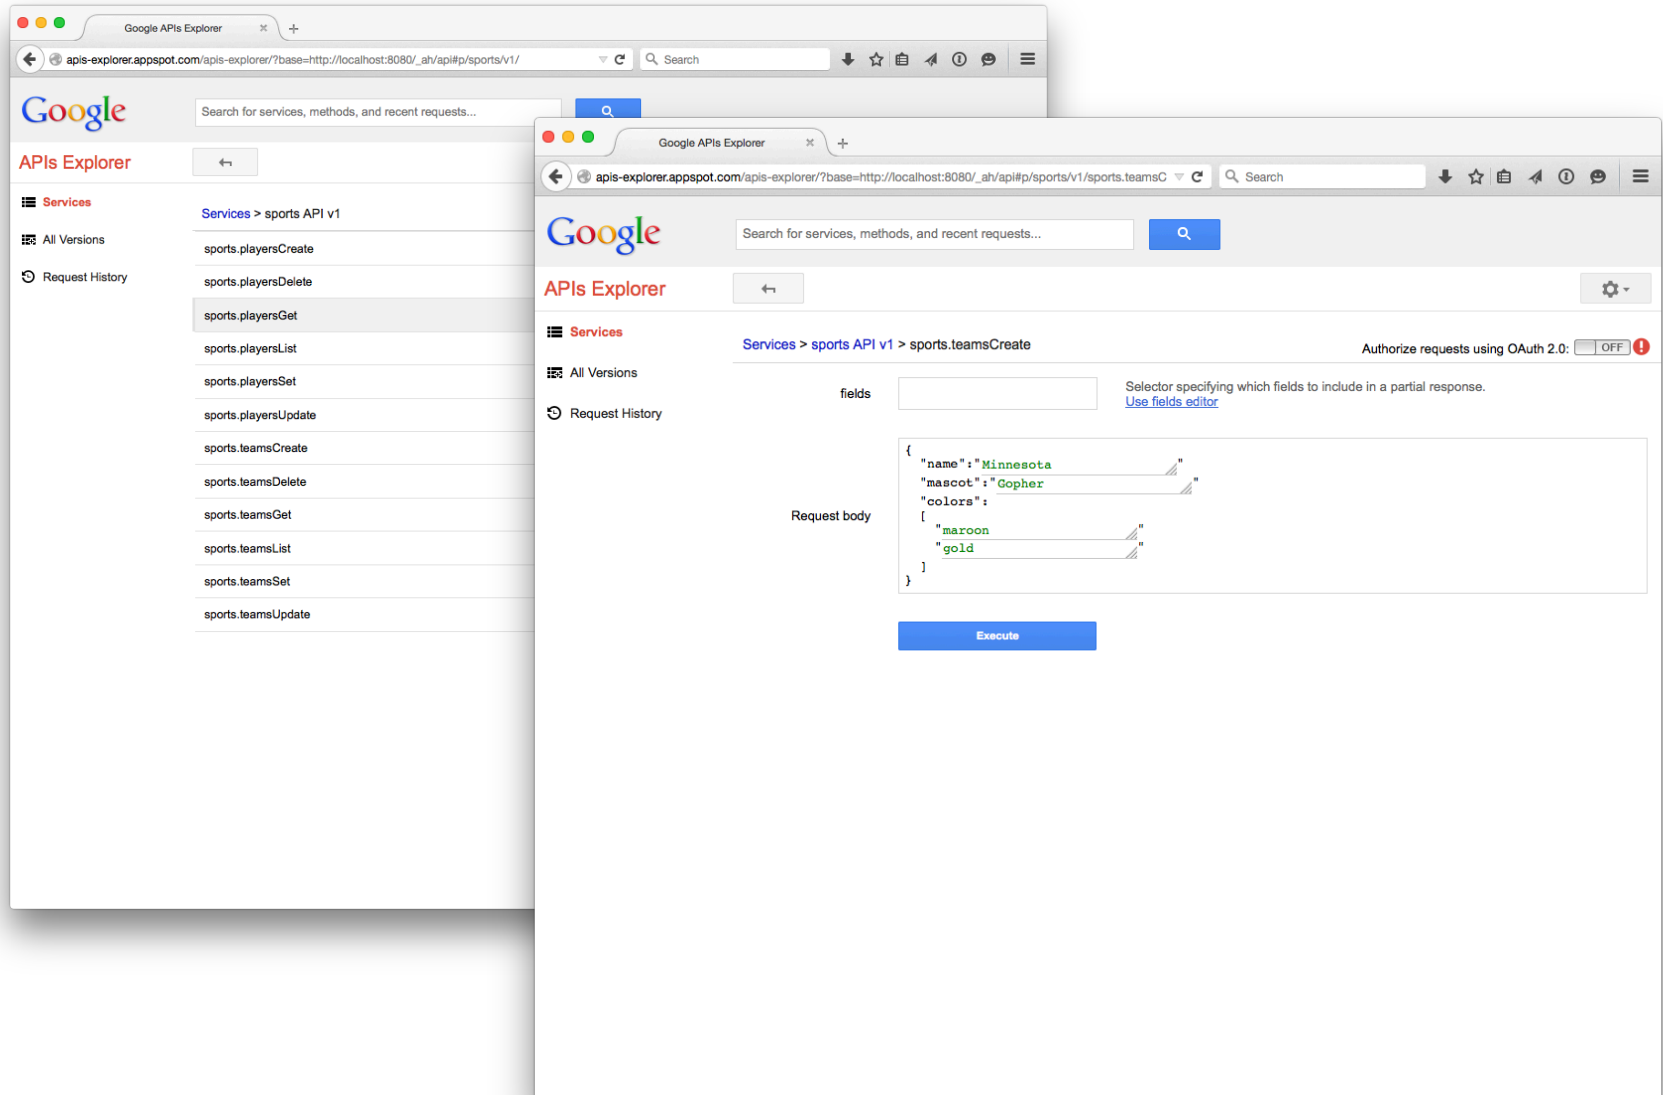 Google APIs Explorer
apis-explorer.appspot.com/apis-explorer/?base=http://localhost:8080/_ah/api#p/sports/v1/
Search
Google
Search for services, methods, and recent requests...
APIs Explorer
Services
All Versions
Request History
Services > sports API v1
sports.playersCreate
sports.playersDelete
sports.playersGet
sports.playersList
sports.playersSet
sports.playersUpdate
sports.teamsCreate
sports.teamsDelete
sports.teamsGet
sports.teamsList
sports.teamsSet
sports.teamsUpdate
Google APIs Explorer
apis-explorer.appspot.com/apis-explorer/?base=http://localhost:8080/_ah/api#p/sports/v1/sports.teamsC
Search
Google
Search for services, methods, and recent requests...
APIs Explorer
Services
All Versions
Request History
Services > sports API v1 > sports.teamsCreate
Authorize requests using OAuth 2.0: OFF
fields
Selector specifying which fields to include in a partial response.
Use fields editor
Request body
{
"name":"Minnesota"
"mascot":"Gopher"
"colors":
[
"maroon"
"gold"
]
}
Execute